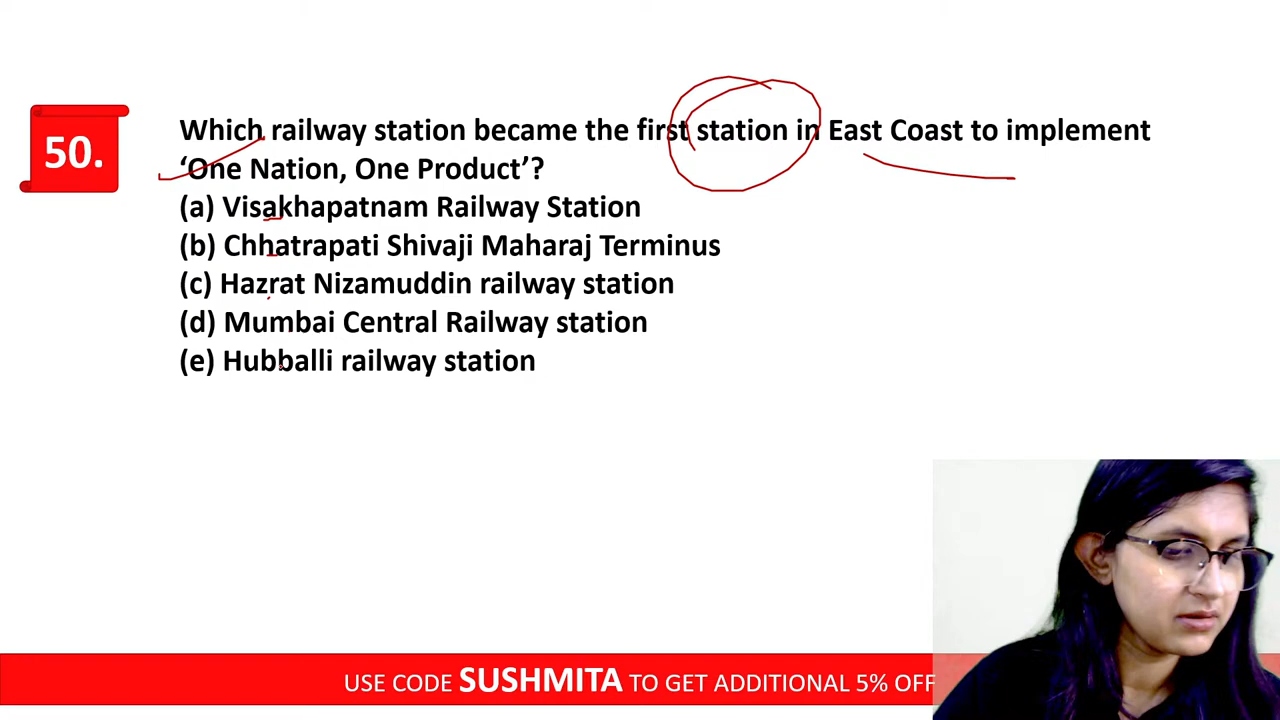 50.
Which railway station became the first station in East Coast to implement
‘One Nation, One Product’?
(a) Visakhapatnam Railway Station
(b) Chhatrapati Shivaji Maharaj Terminus
(c) Hazrat Nizamuddin railway station
(d) Mumbai Central Railway station
(e) Hubballi railway station
USE CODE SUSHMITA TO GET ADDITIONAL 5% OFF